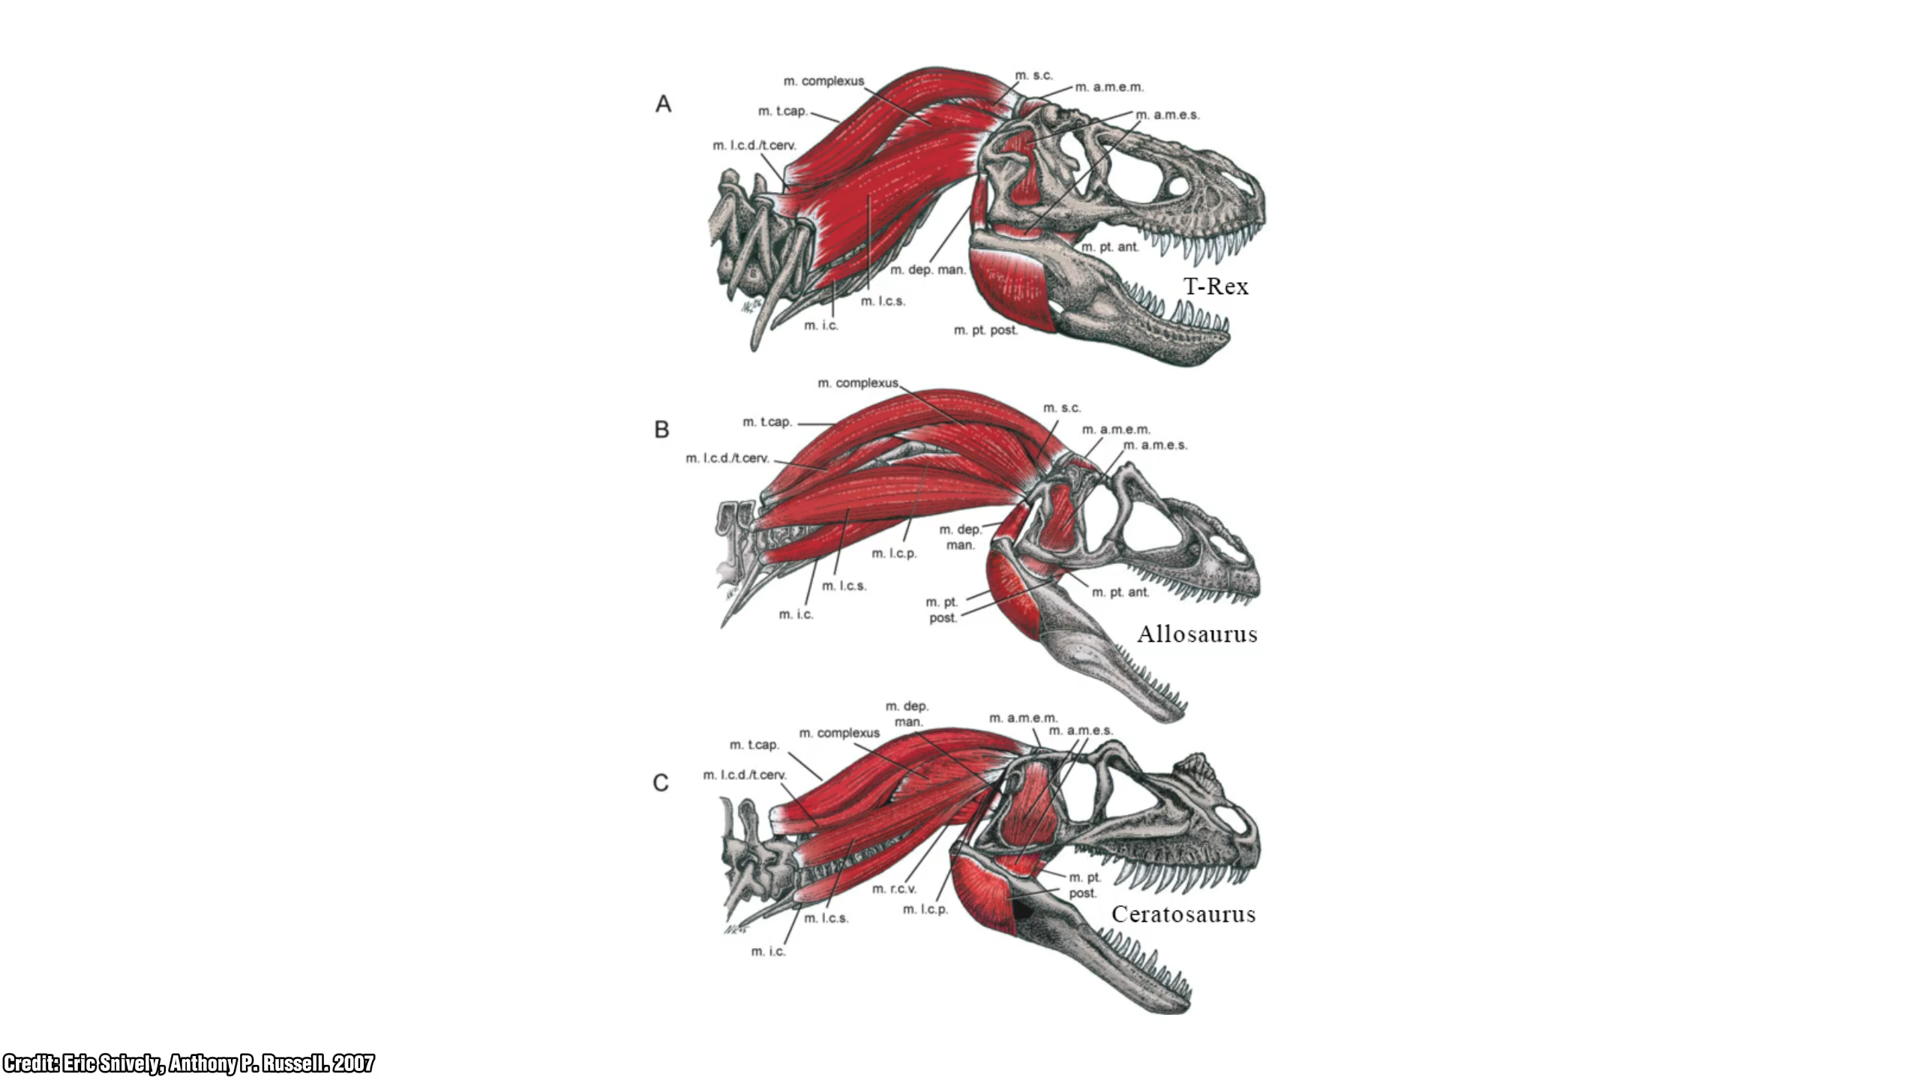 A
m. complexus
m. s.c.
m. a.m.e.m.
m. t.cap.
m. a.m.e.s.
m. l.c.d./t.cerv.
m. pt. ant.
m. dep. man.
T-Rex
m. l.c.s.
m. i.c.
m. pt. post.
B
m. complexus
m. s.c.
m. t.cap.
m. a.m.e.m.
m. a.m.e.s.
m. l.c.d./t.cerv.
m. dep.
man.
m. l.c.p.
m. l.c.s.
m. pt. ant.
m. pt.
post.
m. i.c.
Allosaurus
C
m. dep.
man.
m. a.m.e.m.
m. complexus
m. a.m.e.s.
m. t.cap.
m. l.c.d./t.cerv.
m. pt.
post.
m. r.c.v.
m. l.c.p.
m. l.c.s.
Ceratosaurus
m. i.c.
Credit: Eric Snively, Anthony P. Russell. 2007